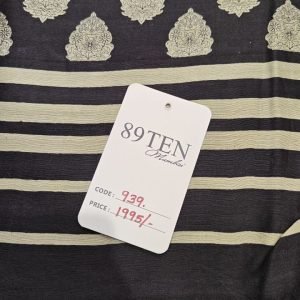 89 TEN
Mumbai
CODE: 939.
PRICE: 1995/-